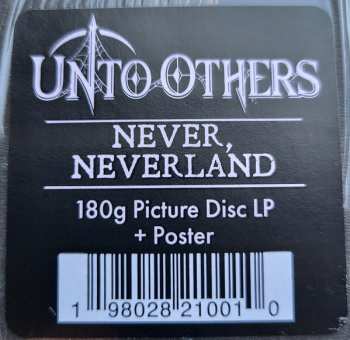 UNTO OTHERS
NEVER,
NEVERLAND
180g Picture Disc LP
+ Poster
1 98028 21001 0